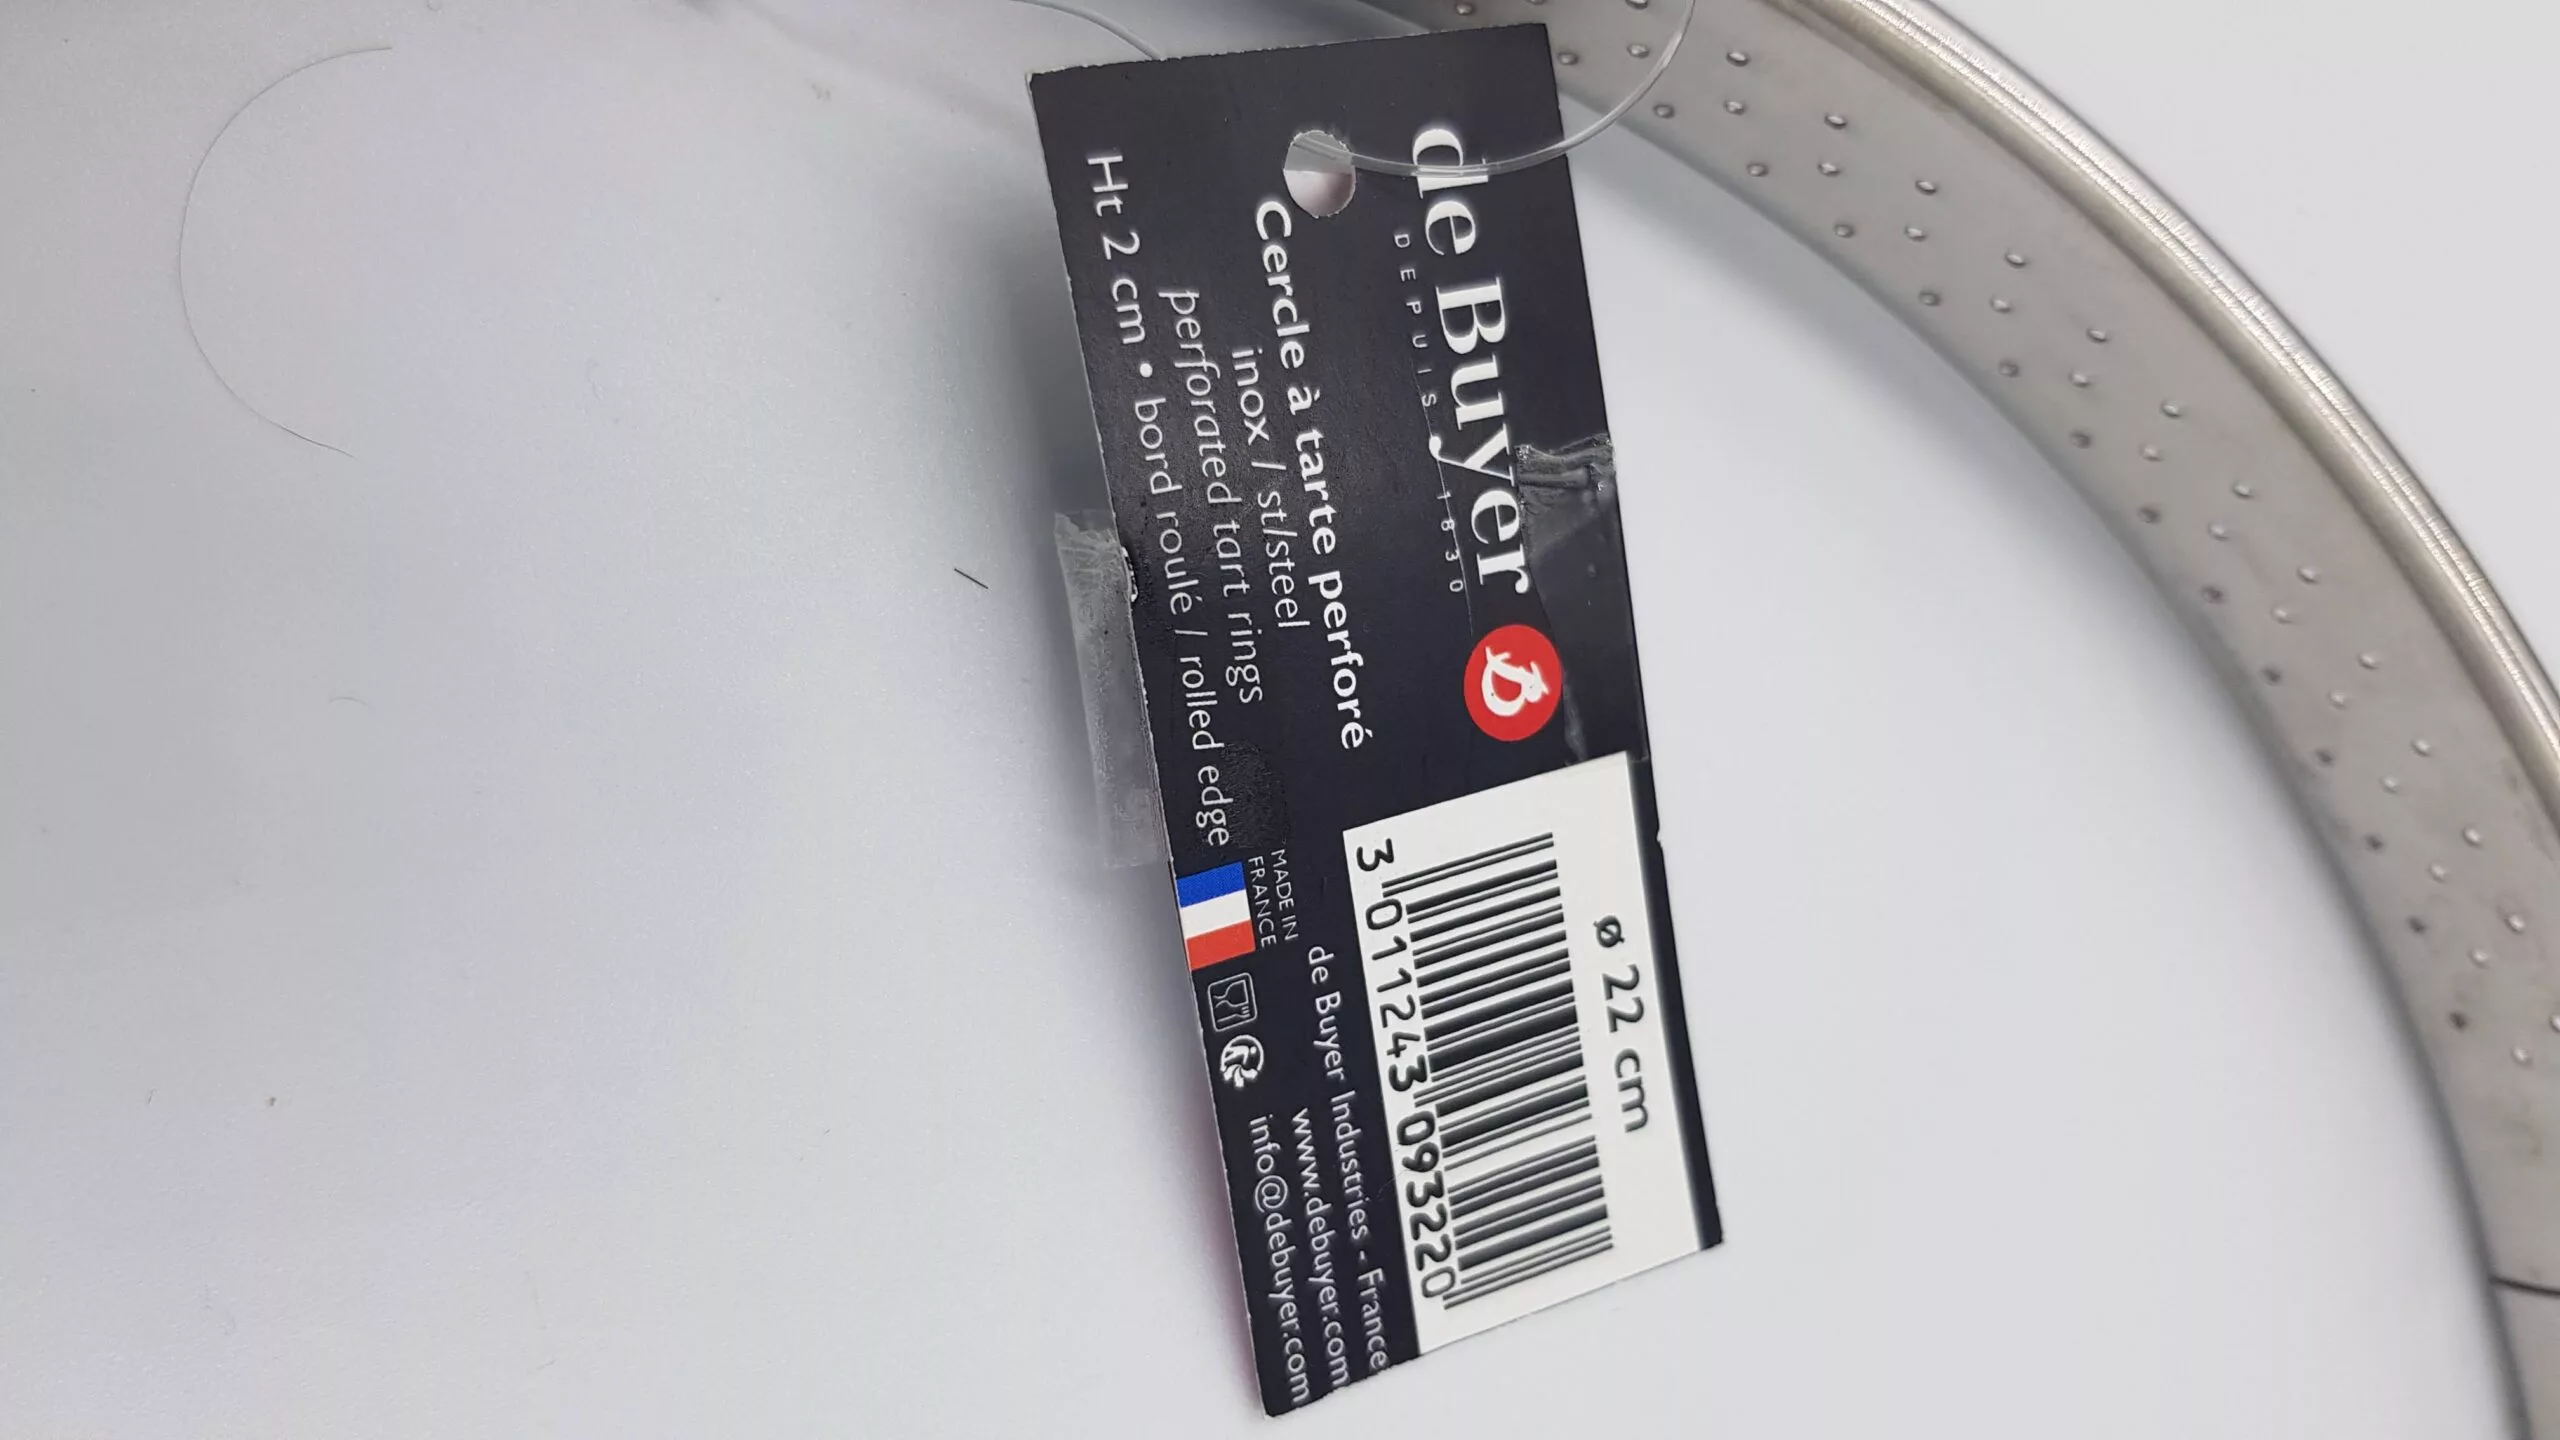 de Buyer
DEPUIS 1830
Cercle à tarte perforé
inox / st/steel
perforated tart rings
Ht 2 cm • bord roulé / rolled edge
ø 22 cm
3 011243 093220
MADE IN
FRANCE
de Buyer Industries - France
www.debuyer.com
info@debuyer.com